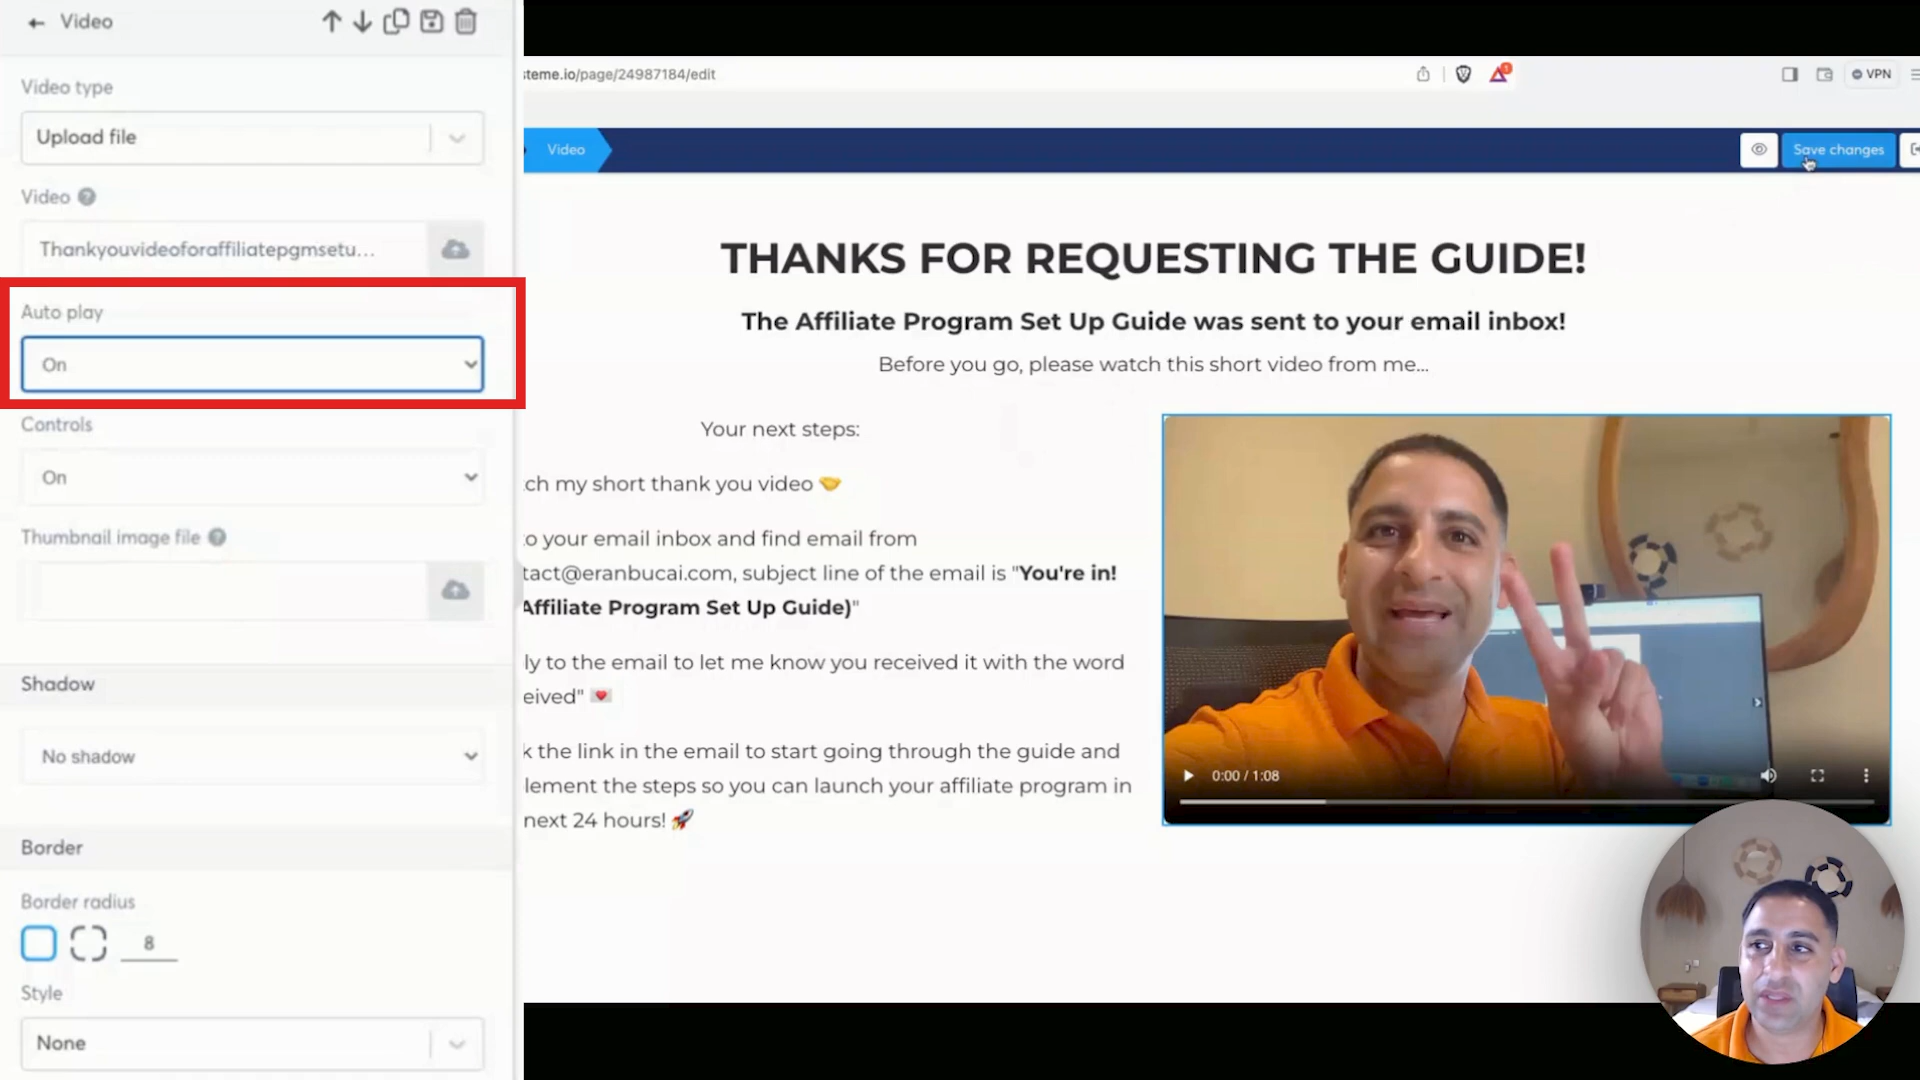 Video
Video type
Upload file
Video
Thankyouvideoforaffiliatepgmsetu...
Auto play
On
Controls
On
Thumbnail image file
Shadow
No shadow
Border
Border radius
8
Style
None
steme.io/page/24987184/edit
1
VPN
Video
Save changes
THANKS FOR REQUESTING THE GUIDE!
The Affiliate Program Set Up Guide was sent to your email inbox!
Before you go, please watch this short video from me...
Your next steps:
ch my short thank you video 🤝
o your email inbox and find email from
tact@eranbucai.com, subject line of the email is "You're in!
Affiliate Program Set Up Guide)"
ly to the email to let me know you received it with the word
eived" 💌
k the link in the email to start going through the guide and
lement the steps so you can launch your affiliate program in
next 24 hours! 🚀
0:00 / 1:08